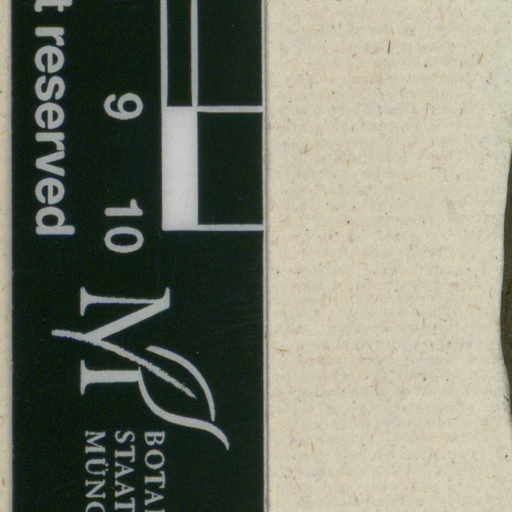 t reserved
9 10
M
BOTA
STAAT
MÜNC